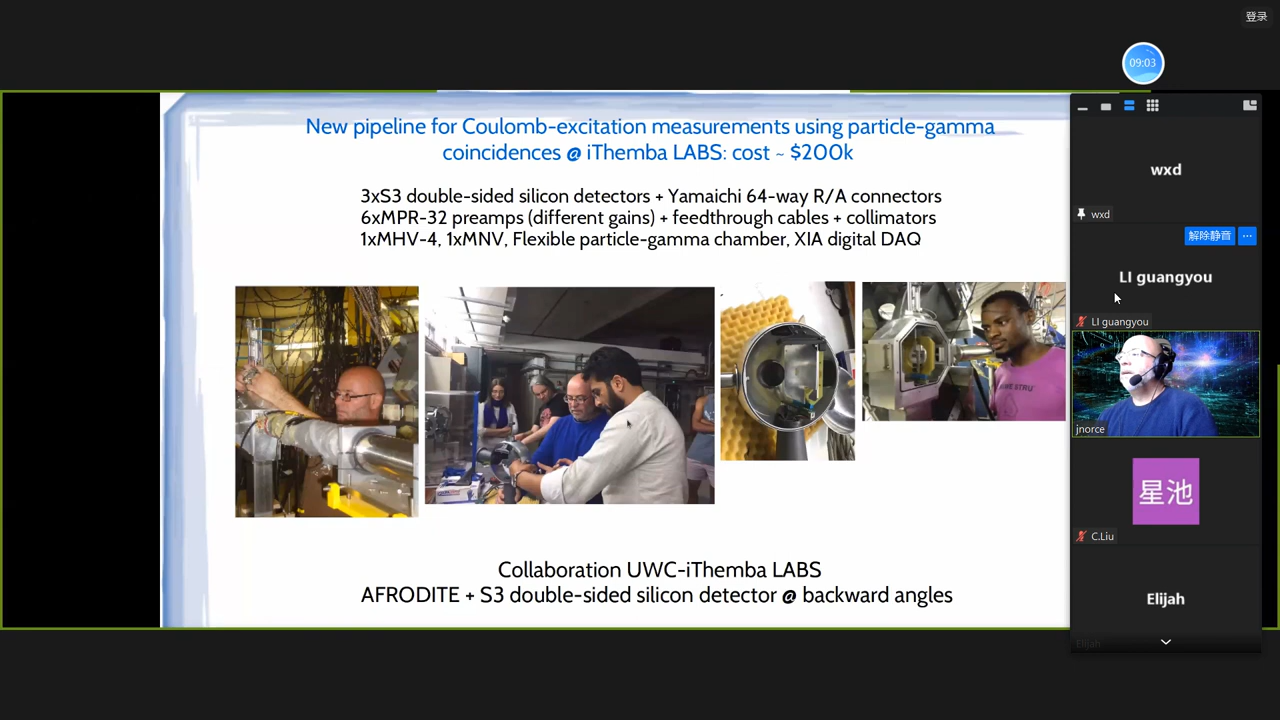 登录
09:03
New pipeline for Coulomb-excitation measurements using particle-gamma
coincidences @ iThemba LABS: cost ~ $200k
3xS3 double-sided silicon detectors + Yamaichi 64-way R/A connectors
6xMPR-32 preamps (different gains) + feedthrough cables + collimators
1xMHV-4, 1xMNV, Flexible particle-gamma chamber, XIA digital DAQ
Collaboration UWC-iThemba LABS
AFRODITE + S3 double-sided silicon detector @ backward angles
wxd
wxd
解除静音 ...
LI guangyou
LI guangyou
jnorce
星池
C.Liu
Elijah
Elijah